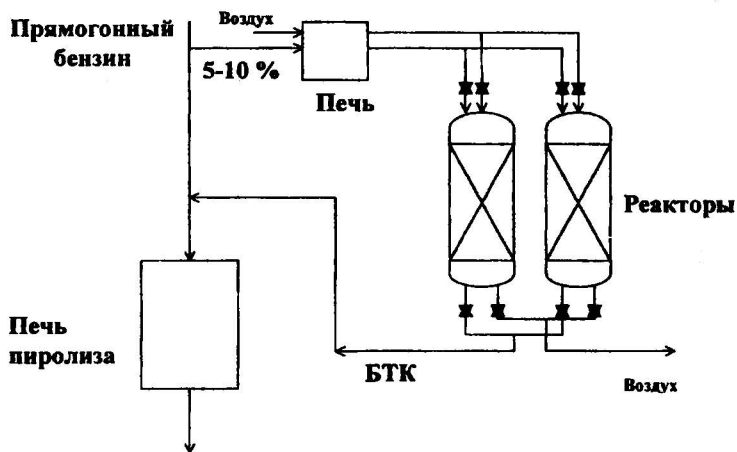 Воздух
Прямогонный
бензин
5-10 %
Печь
Реакторы
Печь
пиролиза
БТК
Воздух